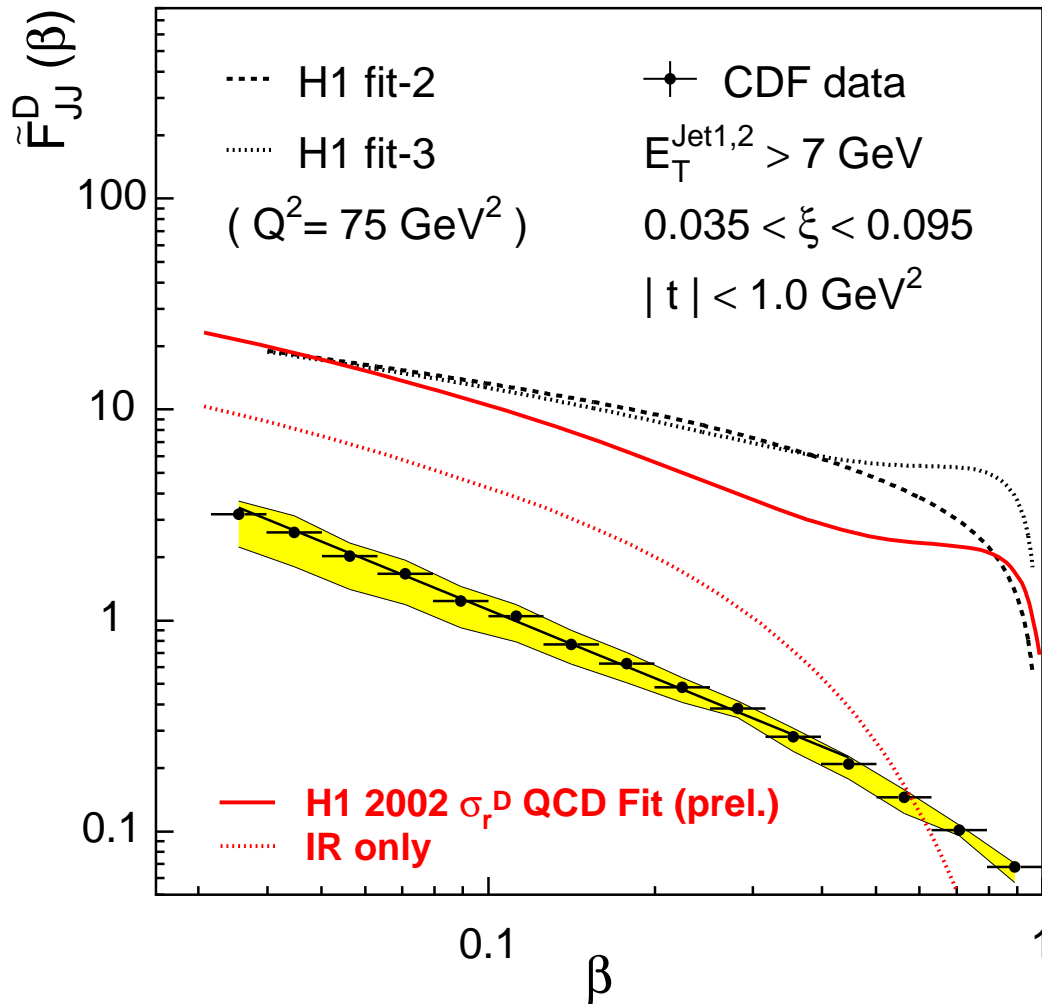 F̃ᴰ_JJ (β)
H1 fit-2
H1 fit-3
( Q²= 75 GeV² )
CDF data
E_T^Jet1,2 > 7 GeV
0.035 < ξ < 0.095
| t | < 1.0 GeV²
100
10
1
0.1
H1 2002 σ_r^D QCD Fit (prel.)
IR only
0.1
1
β